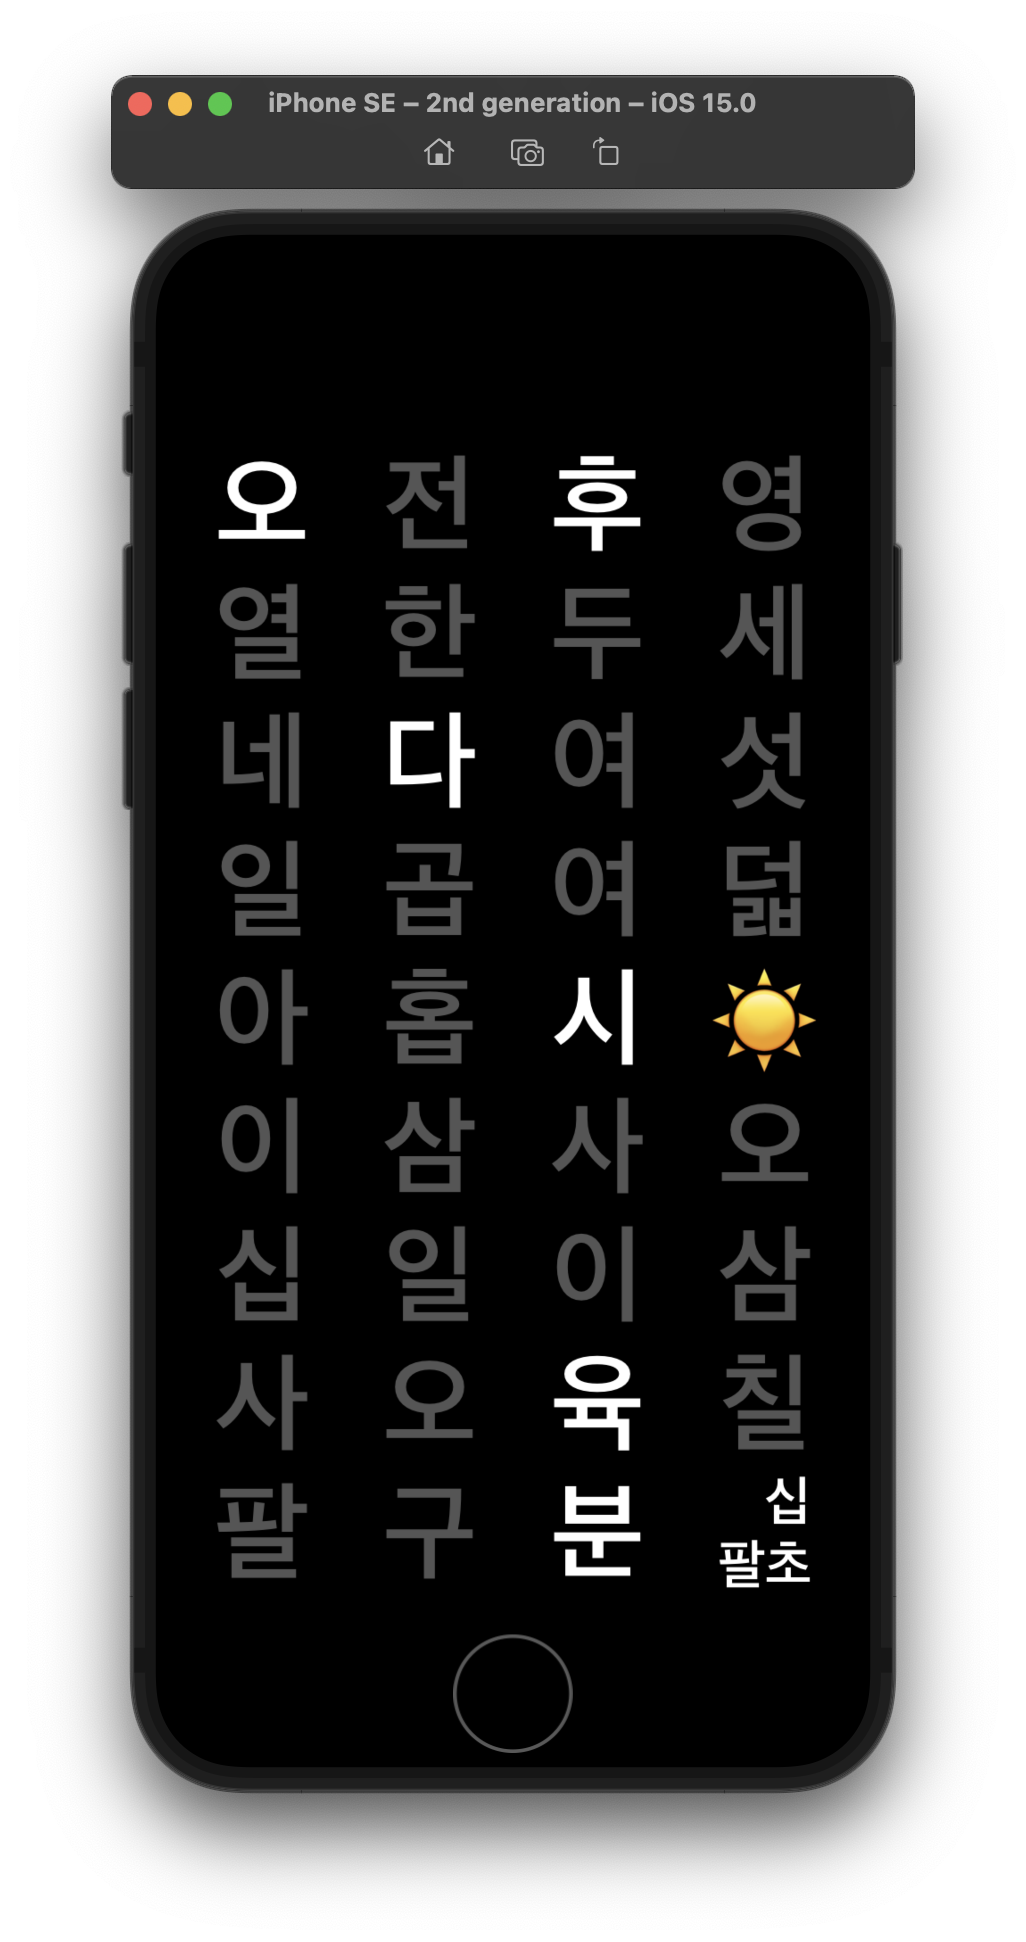 iPhone SE – 2nd generation – iOS 15.0
오 전 후 영
열 한 두 세
네 다 여 섯
일 곱 여 덟
아 홉 시
이 삼 사 오
십 일 이 삼
사 오 육 칠
팔 구 분 십
팔초